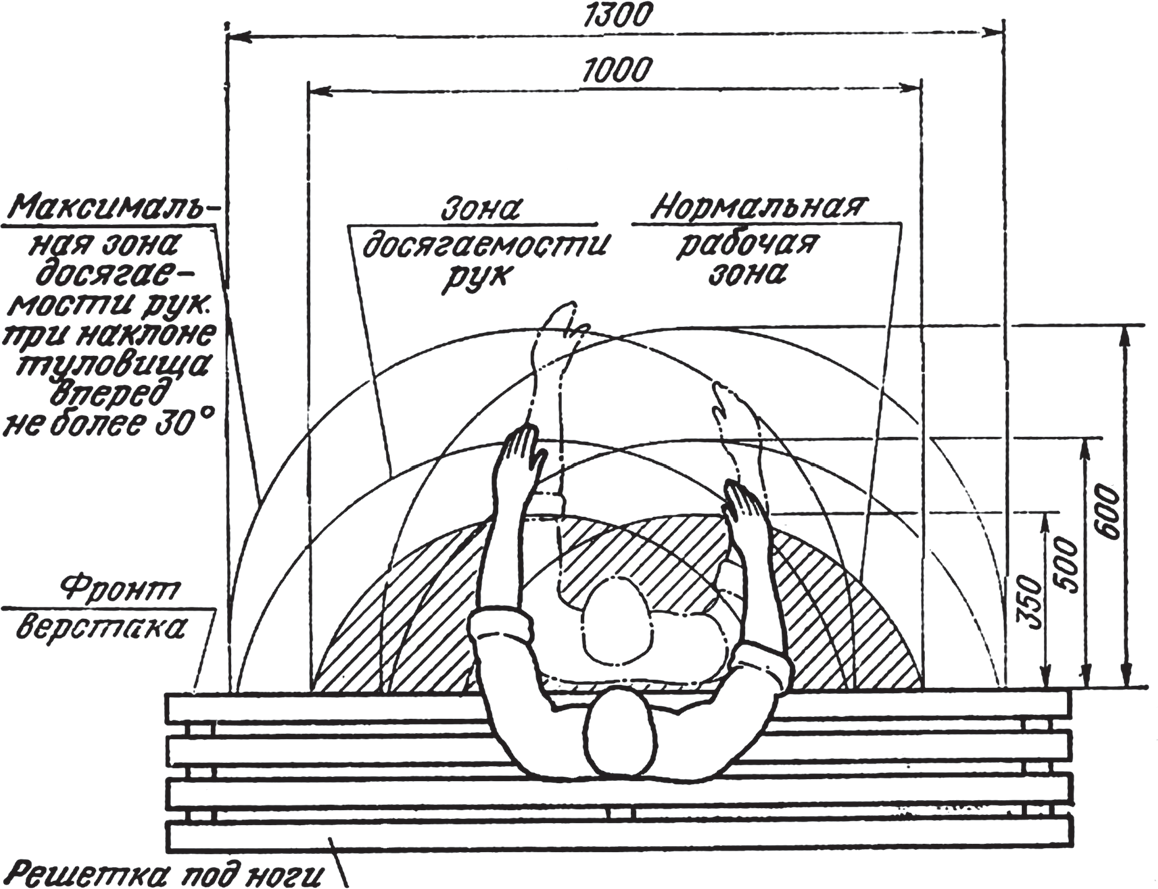 1300
1000
Максималь-
ная зона
досягае-
мости рук.
при наклоне
туловища
вперед
не более 30°
Зона
досягаемости
рук
Нормальная
рабочая
зона
600
500
350
Фронт
верстака
Решетка под ноги